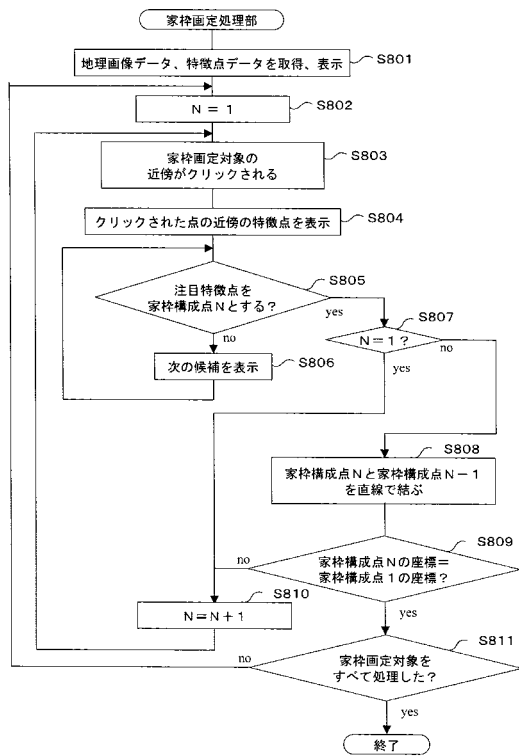 家枠画定処理部
地理画像データ、特徴点データを取得、表示
S801
N=1
S802
家枠画定対象の
近傍がクリックされる
S803
クリックされた点の近傍の特徴点を表示
S804
注目特徴点を
家枠構成点Nとする?
S805
yes
no
次の候補を表示
S806
N=1?
S807
no
yes
S808
家枠構成点Nと家枠構成点N-1
を直線で結ぶ
家枠構成点Nの座標=
家枠構成点1の座標?
S809
no
yes
N=N+1
S810
家枠画定対象を
すべて処理した?
S811
no
yes
終了